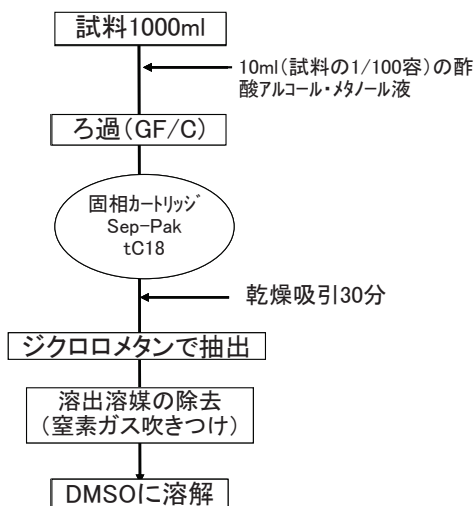 試料1000ml
10ml(試料の1/100容)の酢
酸アルコール・メタノール液
ろ過(GF/C)
固相カートリッジ
Sep-Pak
tC18
乾燥吸引30分
ジクロロメタンで抽出
溶出溶媒の除去
(窒素ガス吹きつけ)
DMSOに溶解